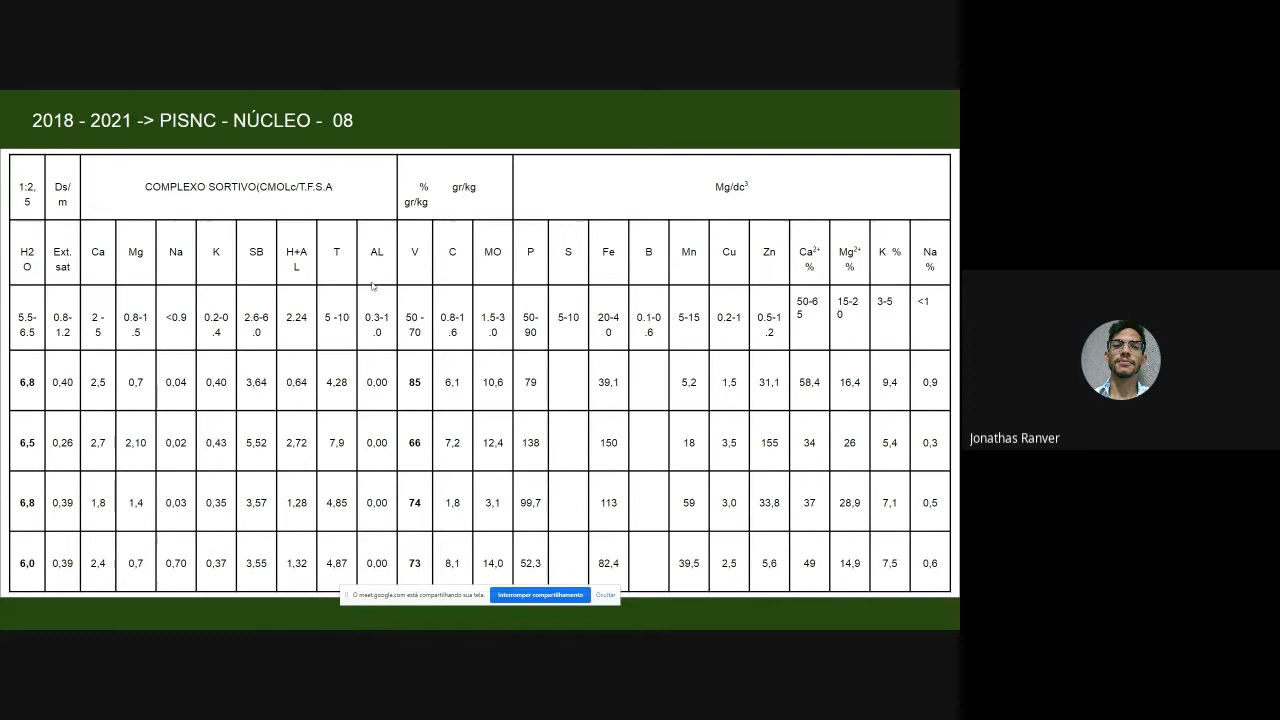 2018 - 2021 -> PISNC - NÚCLEO - 08
1:2,5 Ds/m COMPLEXO SORTIVO(CMOLc/T.F.S.A % gr/kg gr/kg Mg/dc³
H2O Ext. sat Ca Mg Na K SB H+AL T AL V C MO P S Fe B Mn Cu Zn Ca²⁺ % Mg²⁺ % K % Na %
5.5-6.5 0.8-1.2 2 - 5 0.8-1.5 <0.9 0.2-0.4 2.6-6.0 2.24 5 -10 0.3-1.0 50 - 70 0.8-1.6 1.5-3.0 50-90 5-10 20-40 0.1-0.6 5-15 0.2-1 0.5-1.2 50-65 15-20 3-5 <1
6,8 0,40 2,5 0,7 0,04 0,40 3,64 0,64 4,28 0,00 85 6,1 10,6 79 39,1 5,2 1,5 31,1 58,4 16,4 9,4 0,9
6,5 0,26 2,7 2,10 0,02 0,43 5,52 2,72 7,9 0,00 66 7,2 12,4 138 150 18 3,5 155 34 26 5,4 0,3
6,8 0,39 1,8 1,4 0,03 0,35 3,57 1,28 4,85 0,00 74 1,8 3,1 99,7 113 59 3,0 33,8 37 28,9 7,1 0,5
6,0 0,39 2,4 0,7 0,70 0,37 3,55 1,32 4,87 0,00 73 8,1 14,0 52,3 82,4 39,5 2,5 5,6 49 14,9 7,5 0,6
O meet.google.com está compartilhando sua tela. Interromper compartilhamento Ocultar
Jonathas Ranver